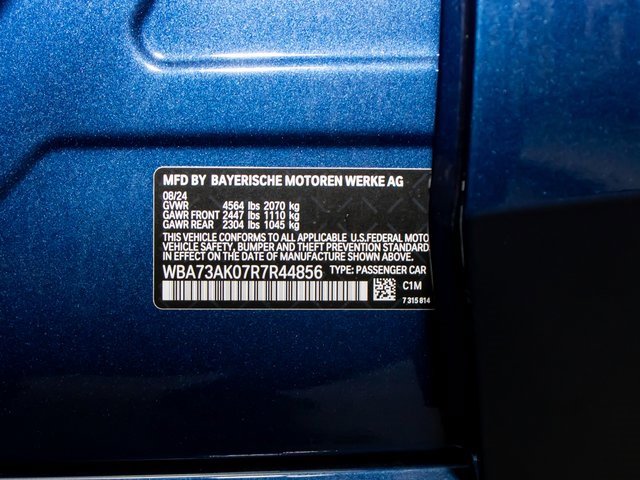 MFD BY BAYERISCHE MOTOREN WERKE AG
08/24
GVWR 4564 lbs 2070 kg
GAWR FRONT 2447 lbs 1110 kg
GAWR REAR 2304 lbs 1045 kg
THIS VEHICLE CONFORMS TO ALL APPLICABLE U.S.FEDERAL MOTO
VEHICLE SAFETY, BUMPER AND THEFT PREVENTION STANDARDS
IN EFFECT ON THE DATE OF MANUFACTURE SHOWN ABOVE.
WBA73AK07R7R44856 TYPE: PASSENGER CAR
C1M
7 315 814